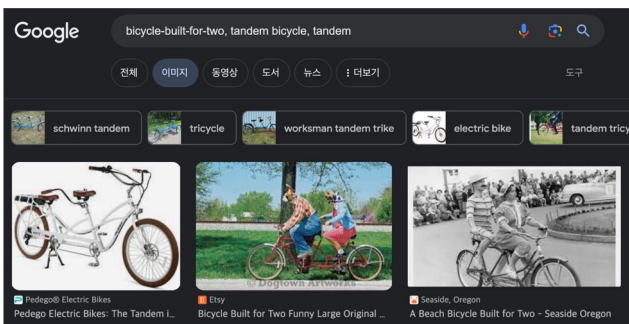 Google
bicycle-built-for-two, tandem bicycle, tandem
전체 이미지 동영상 도서 뉴스 더보기 도구
schwinn tandem tricycle worksman tandem trike electric bike tandem tricy
© Dogtown Artworks
Pedego® Electric Bikes Etsy Seaside, Oregon
Pedego Electric Bikes: The Tandem i... Bicycle Built for Two Funny Large Original ... A Beach Bicycle Built for Two - Seaside Oregon